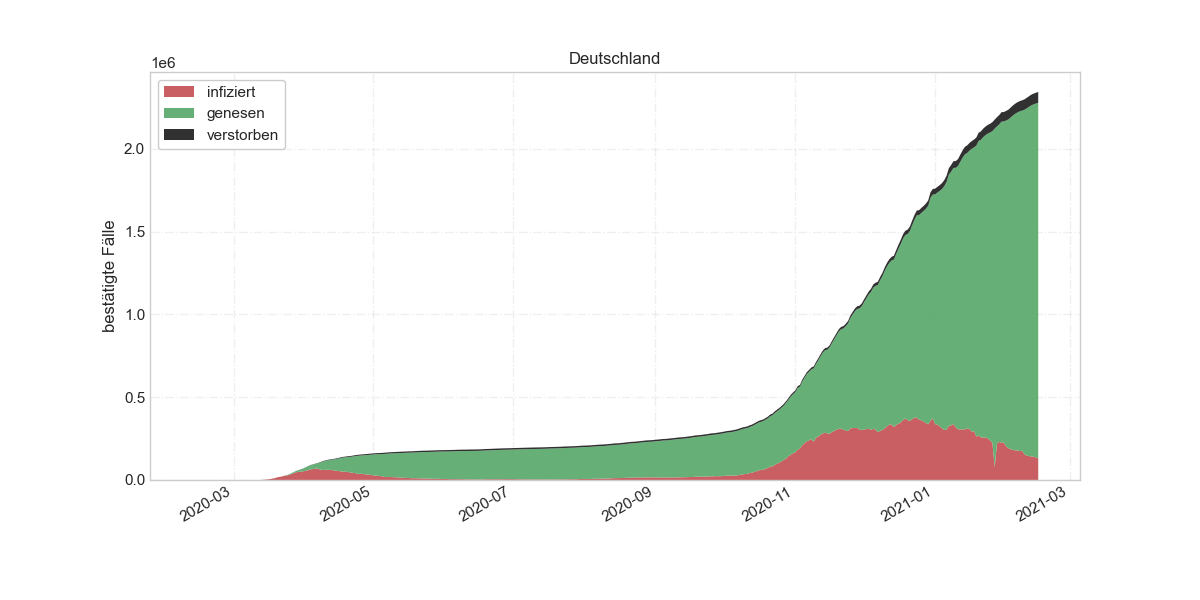 Deutschland
1e6
infiziert
genesen
verstorben
bestätigte Fälle
2.0
1.5
1.0
0.5
0.0
2020-03
2020-05
2020-07
2020-09
2020-11
2021-01
2021-03